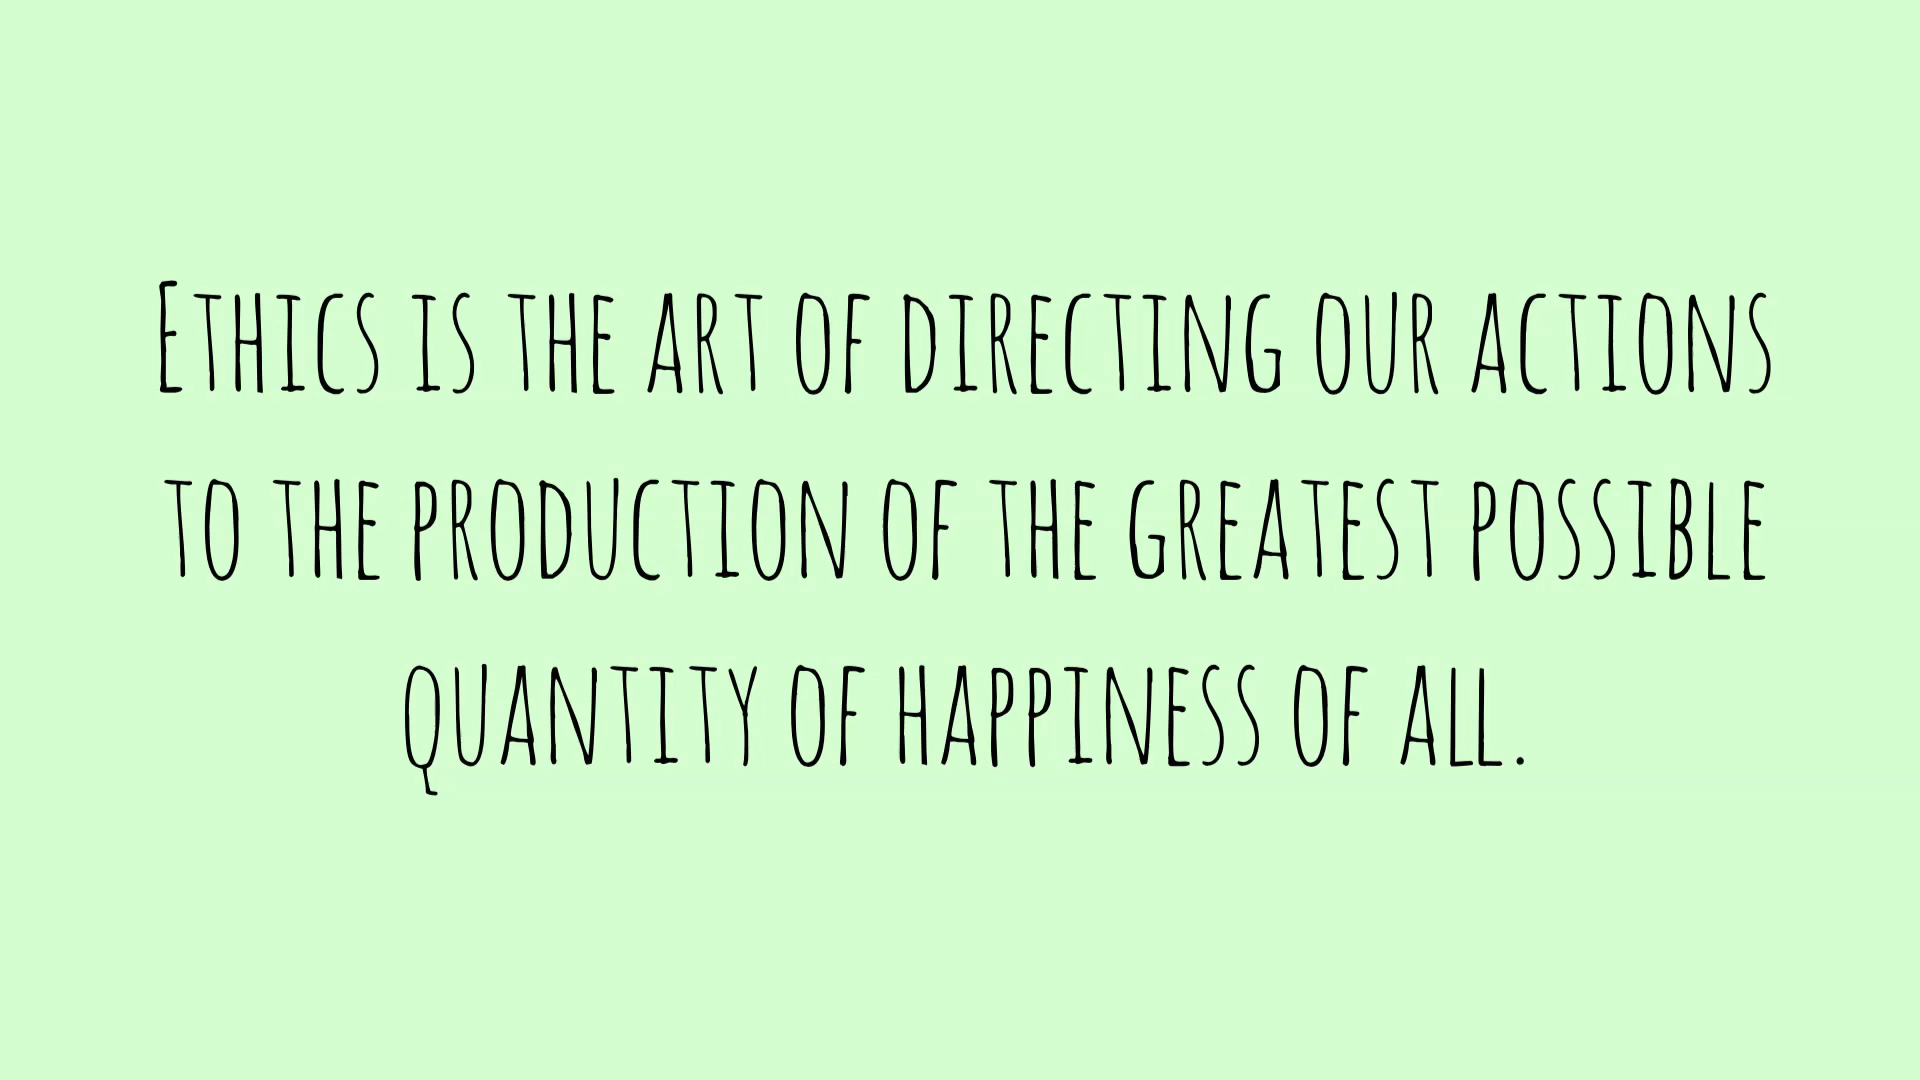 Ethics is the art of directing our actions
to the production of the greatest possible
quantity of happiness of all.